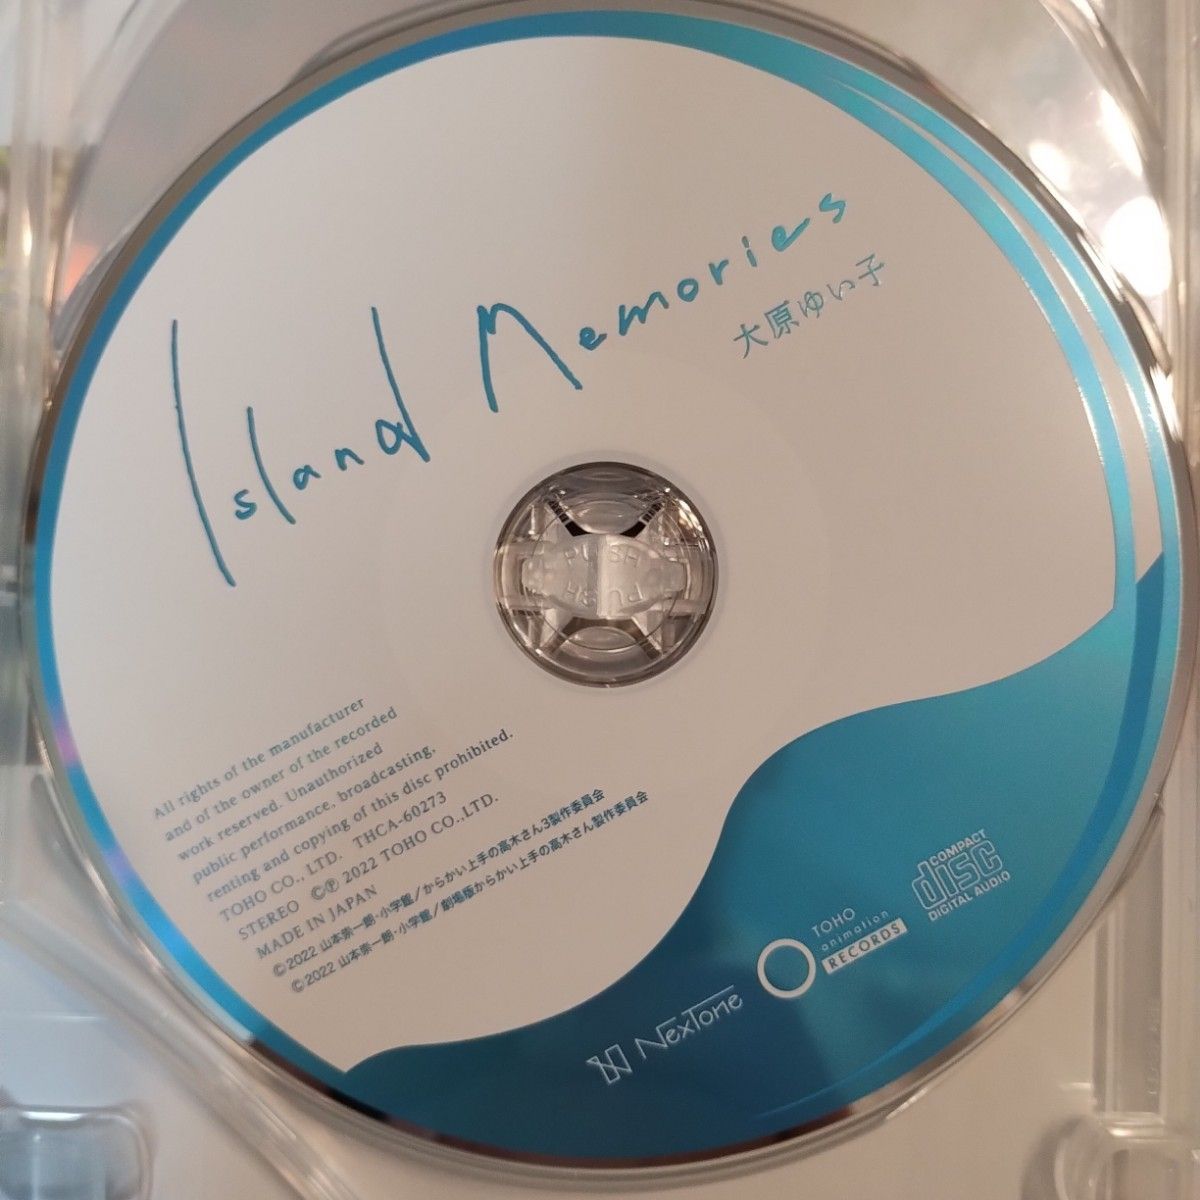 Island Memories
大原ゆい子
PUSH
PUSH
All rights of the manufacturer
and of the owner of the recorded
work reserved. Unauthorized
public performance, broadcasting,
renting and copying of this disc prohibited.
TOHO CO., LTD. THCA-60273
STEREO ©℗ 2022 TOHO CO.,LTD.
MADE IN JAPAN
©2022 山本崇一朗・小学館／からかい上手の高木さん3製作委員会
©2022 山本崇一朗・小学館／劇場版からかい上手の高木さん製作委員会
NexTone
TOHO
animation
RECORDS
COMPACT
disc
DIGITAL AUDIO